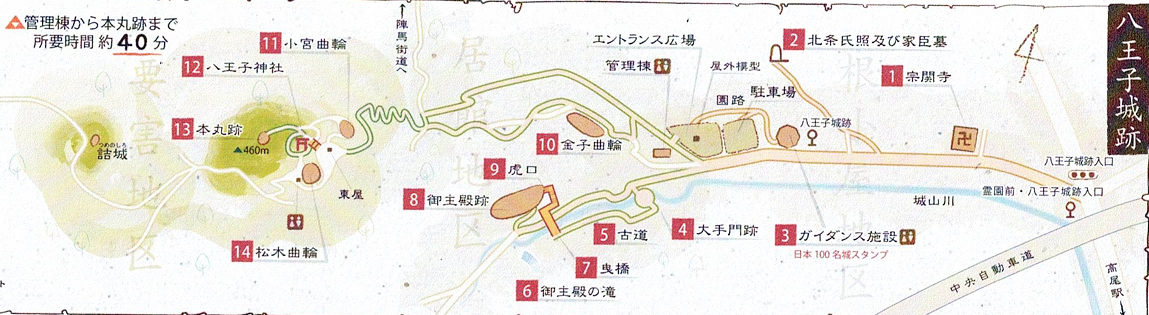 八王子城跡
管理棟から本丸跡まで
所要時間 約40分
陣馬街道へ
11 小宮曲輪
12 八王子神社
13 本丸跡
▲460m
つめのしろ
詰城
東屋
14 松木曲輪
エントランス広場
管理棟
屋外模型
園路
駐車場
2 北条氏照及び家臣墓
1 宗関寺
八王子城跡
10 金子曲輪
9 虎口
8 御主殿跡
5 古道
4 大手門跡
3 ガイダンス施設
日本100名城スタンプ
7 曳橋
6 御主殿の滝
城山川
八王子城跡入口
霊園前・八王子城跡入口
中央自動車道
高尾駅へ
要害地区
居館地区
根小屋地区